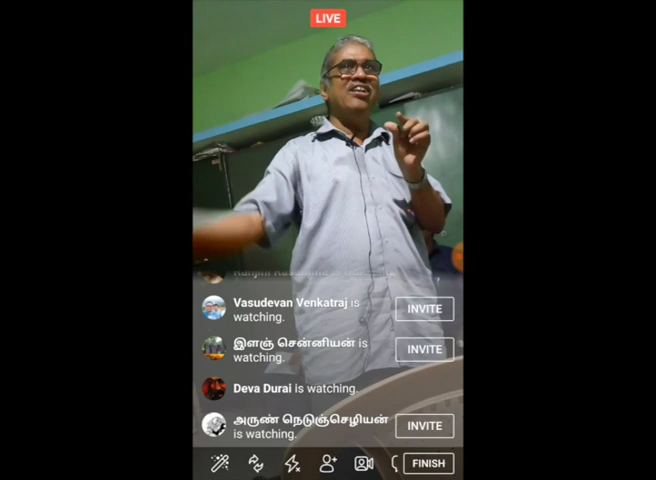 LIVE
Vasudevan Venkatraj is
watching.
INVITE
இளஞ் சென்னியன் is
watching.
INVITE
Deva Durai is watching.
அருண் நெடுஞ்செழியன்
is watching.
INVITE
FINISH